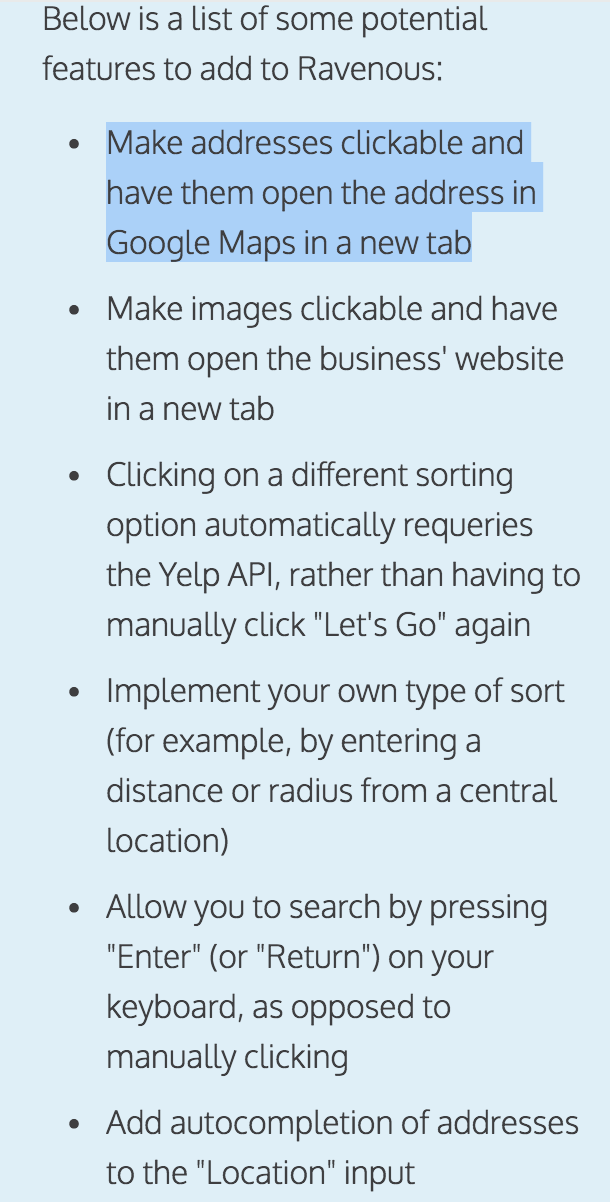 Below is a list of some potential
features to add to Ravenous:
• Make addresses clickable and
have them open the address in
Google Maps in a new tab
• Make images clickable and have
them open the business' website
in a new tab
• Clicking on a different sorting
option automatically requeries
the Yelp API, rather than having to
manually click "Let's Go" again
• Implement your own type of sort
(for example, by entering a
distance or radius from a central
location)
• Allow you to search by pressing
"Enter" (or "Return") on your
keyboard, as opposed to
manually clicking
• Add autocompletion of addresses
to the "Location" input